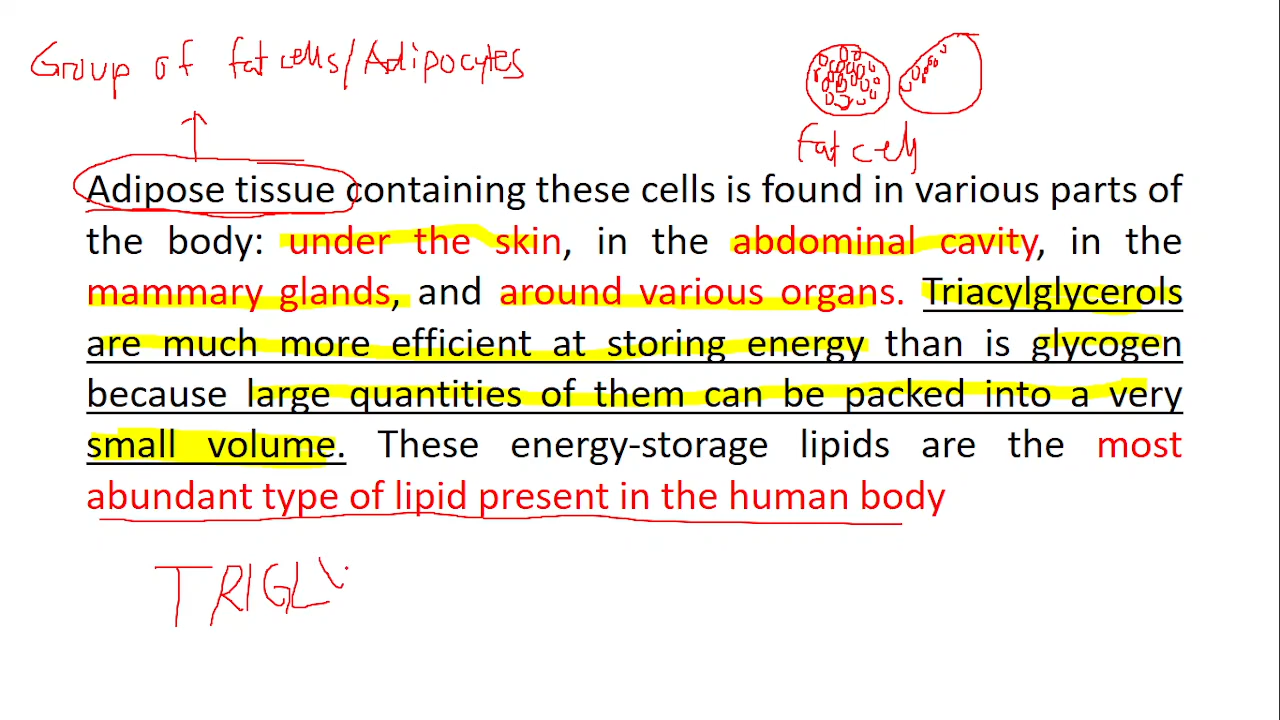 Group of fat cells/Adipocytes
Fat cells
Adipose tissue containing these cells is found in various parts of
the body: under the skin, in the abdominal cavity, in the
mammary glands, and around various organs. Triacylglycerols
are much more efficient at storing energy than is glycogen
because large quantities of them can be packed into a very
small volume. These energy-storage lipids are the most
abundant type of lipid present in the human body
TRIGL